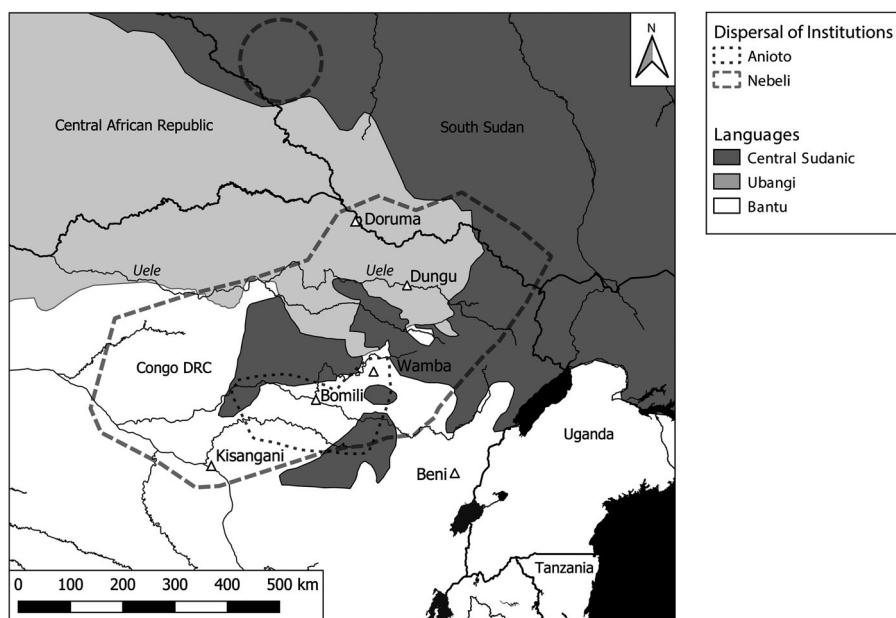 N
Central African Republic
South Sudan
Doruma
Uele
Uele
Dungu
Congo DRC
Wamba
Bomili
Kisangani
Beni
Uganda
Tanzania
0 100 200 300 400 500 km
Dispersal of Institutions
Anioto
Nebeli
Languages
Central Sudanic
Ubangi
Bantu